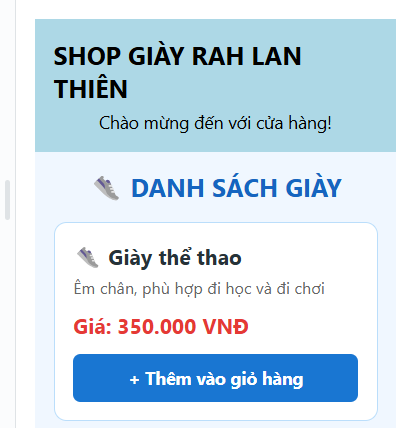 SHOP GIÀY RAH LAN
THIÊN
Chào mừng đến với cửa hàng!
👟 DANH SÁCH GIÀY
👟 Giày thể thao
Êm chân, phù hợp đi học và đi chơi
Giá: 350.000 VNĐ
+ Thêm vào giỏ hàng